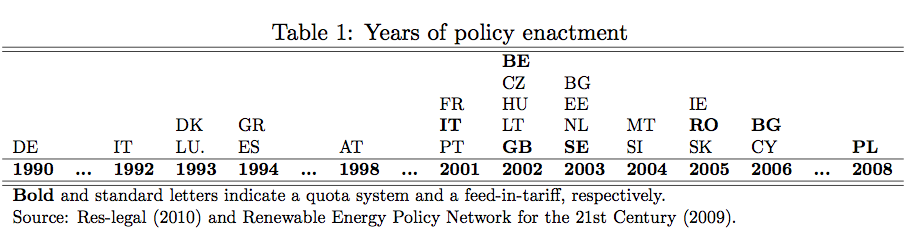 Table 1: Years of policy enactment
BE
CZ BG
FR HU EE IE
DK GR IT LT NL MT RO BG
DE IT LU. ES AT PT GB SE SI SK CY PL
1990 ... 1992 1993 1994 ... 1998 ... 2001 2002 2003 2004 2005 2006 ... 2008
Bold and standard letters indicate a quota system and a feed-in-tariff, respectively.
Source: Res-legal (2010) and Renewable Energy Policy Network for the 21st Century (2009).